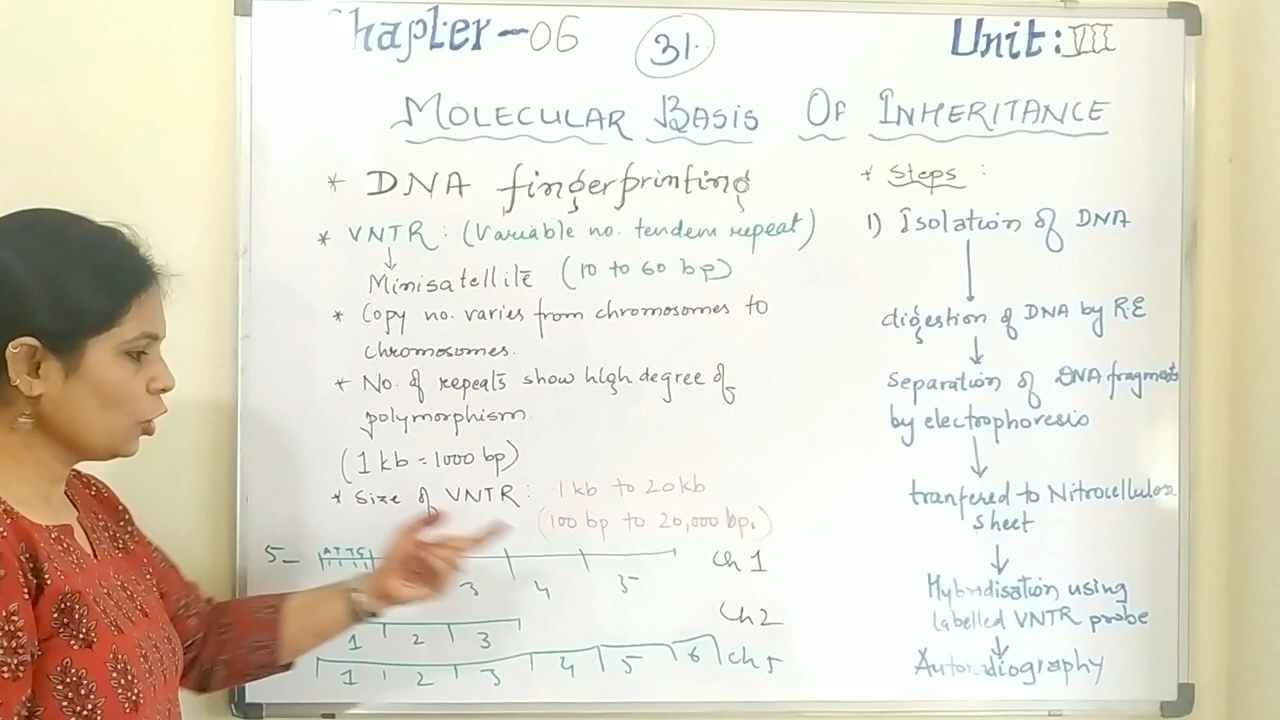 Chapter-06
31.
Unit: VII
MOLECULAR BASIS OF INHERITANCE
* DNA fingerprinting
* VNTR : (Variable no. tendem repeat)
↓
Minisatellite (10 to 60 bp)
* Copy no. varies from chromosomes to
chromosomes.
* No. of repeats show high degree of
polymorphism.
(1 kb = 1000 bp)
* Size of VNTR : 1 kb to 20 kb
(100 bp to 20,000 bps)
5- ATTG 3 4 5 Ch 1
1 2 3 Ch 2
1 2 3 4 5 6 Ch 5
* Steps :
1) Isolation of DNA
↓
digestion of DNA by R.E
↓
Separation of DNA fragments
by electrophoresis
↓
tranfered to Nitrocellulose
sheet
↓
Hybridisation using
labelled VNTR probe
↓
Autoradiography